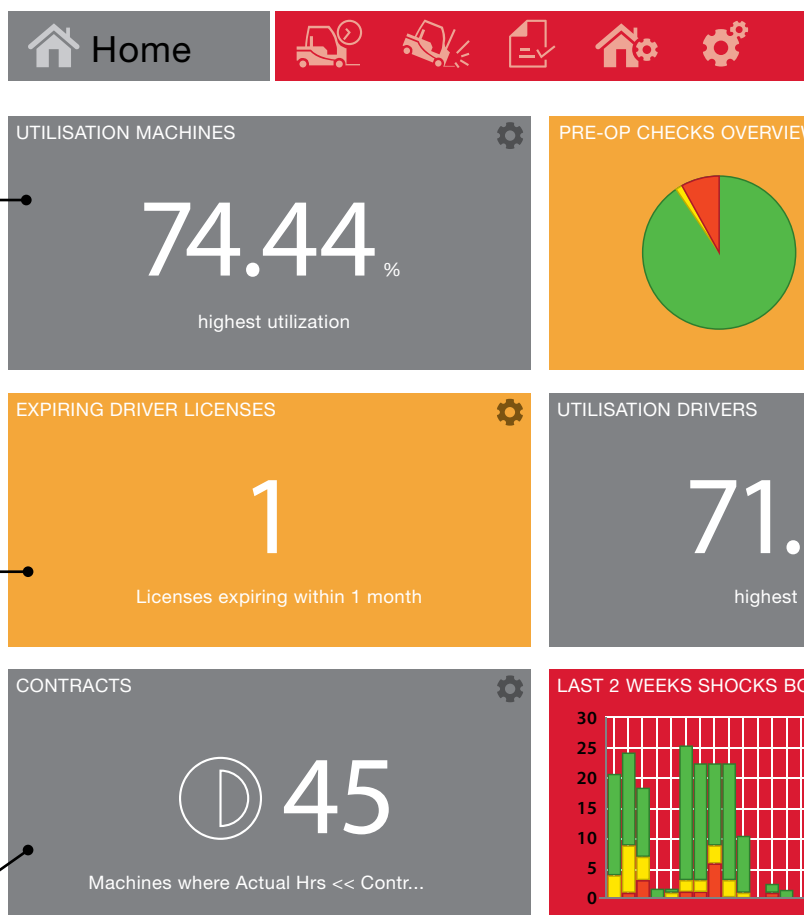 Home
UTILISATION MACHINES
74.44 %
highest utilization
PRE-OP CHECKS OVERVIEW
EXPIRING DRIVER LICENSES
1
Licenses expiring within 1 month
UTILISATION DRIVERS
71.
highest
CONTRACTS
45
Machines where Actual Hrs << Contr...
LAST 2 WEEKS SHOCKS
30
25
20
15
10
5
0